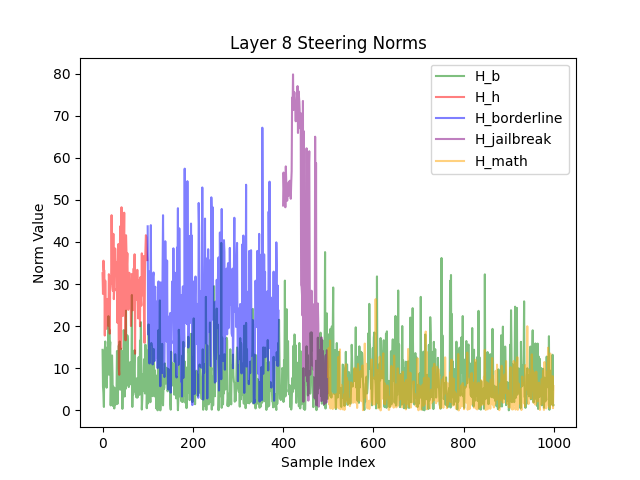 Layer 8 Steering Norms
H_b
H_h
H_borderline
H_jailbreak
H_math
Norm Value
80
70
60
50
40
30
20
10
0
0 200 400 600 800 1000
Sample Index